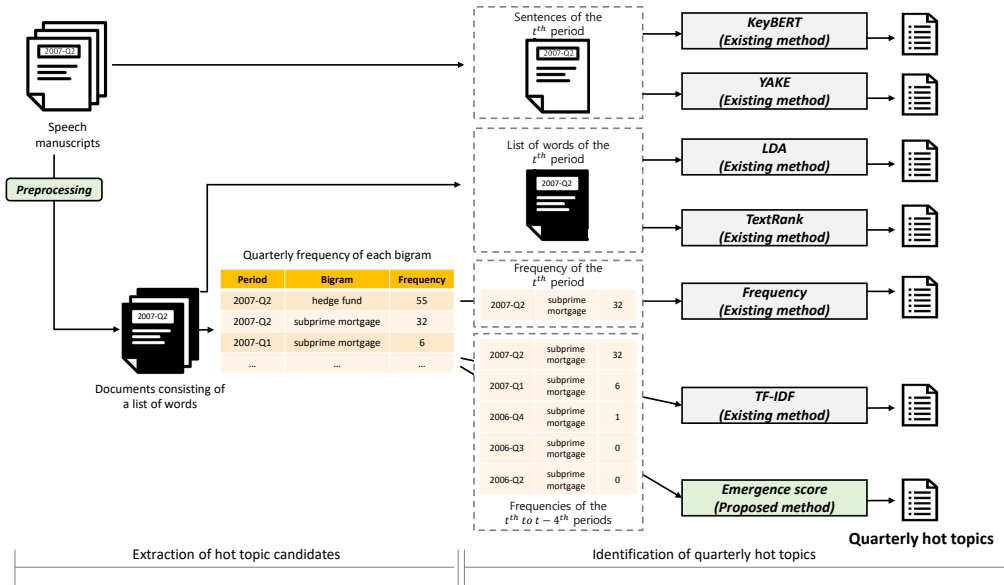 2007-Q2
Speech
manuscripts
Preprocessing
2007-Q2
Documents consisting of
a list of words
Quarterly frequency of each bigram
Period Bigram Frequency
2007-Q2 hedge fund 55
2007-Q2 subprime mortgage 32
2007-Q1 subprime mortgage 6
... ... ...
Sentences of the
t^th period
2007-Q2
List of words of the
t^th period
2007-Q2
Frequency of the
t^th period
2007-Q2 subprime mortgage 32
2007-Q2 subprime mortgage 32
2007-Q1 subprime mortgage 6
2006-Q4 subprime mortgage 1
2006-Q3 subprime mortgage 0
2006-Q2 subprime mortgage 0
Frequencies of the
t^th to t − 4^th periods
KeyBERT
(Existing method)
YAKE
(Existing method)
LDA
(Existing method)
TextRank
(Existing method)
Frequency
(Existing method)
TF-IDF
(Existing method)
Emergence score
(Proposed method)
Quarterly hot topics
Extraction of hot topic candidates
Identification of quarterly hot topics